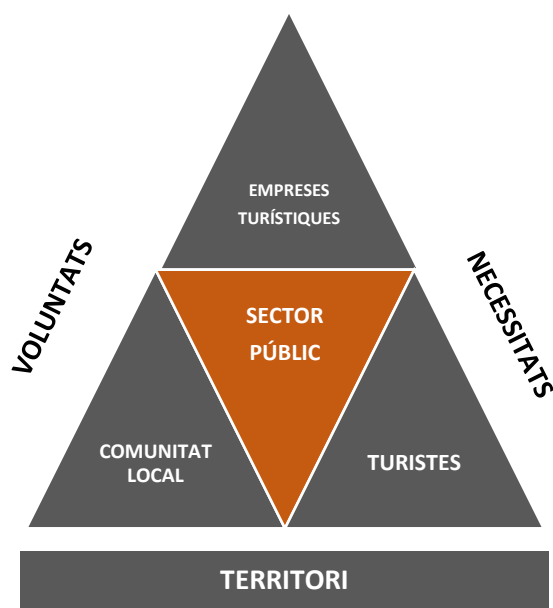 EMPRESES
TURÍSTIQUES
VOLUNTATS
NECESSITATS
SECTOR
PÚBLIC
COMUNITAT
LOCAL
TURISTES
TERRITORI